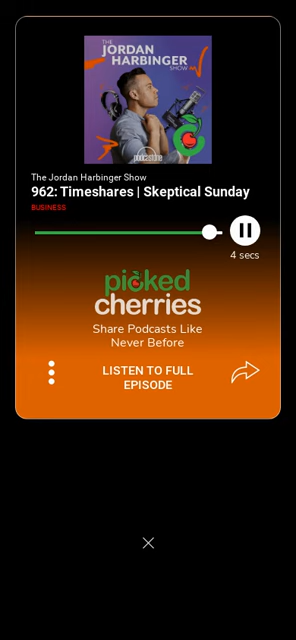 THE
JORDAN
HARBINGER
SHOW
podcastone
The Jordan Harbinger Show
962: Timeshares | Skeptical Sunday
BUSINESS
4 secs
picked
cherries
Share Podcasts Like
Never Before
LISTEN TO FULL
EPISODE